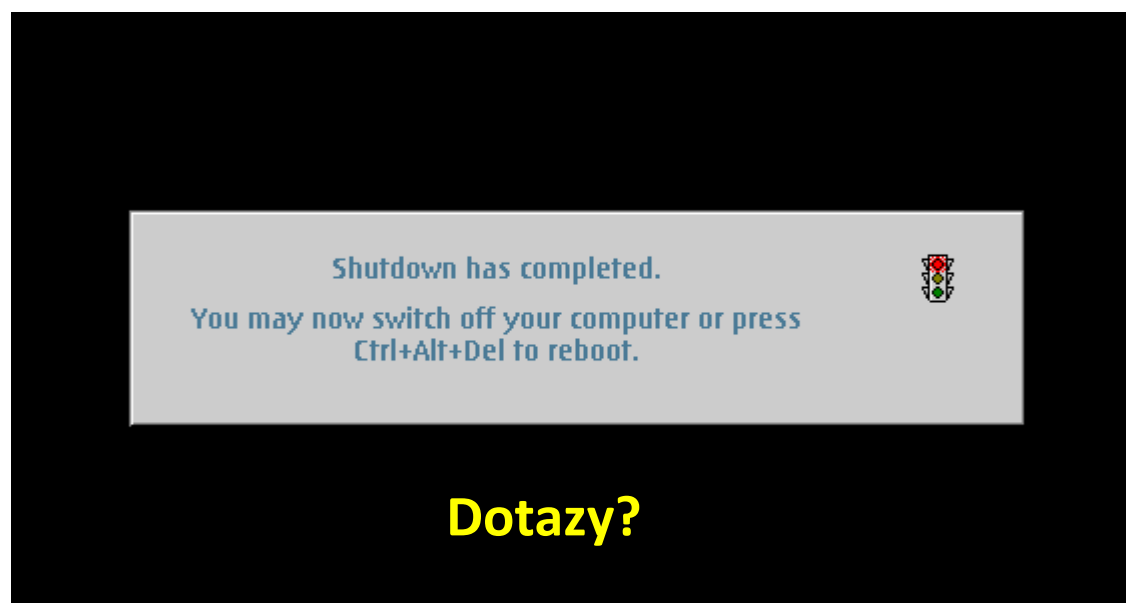 Shutdown has completed.
You may now switch off your computer or press
Ctrl+Alt+Del to reboot.
Dotazy?